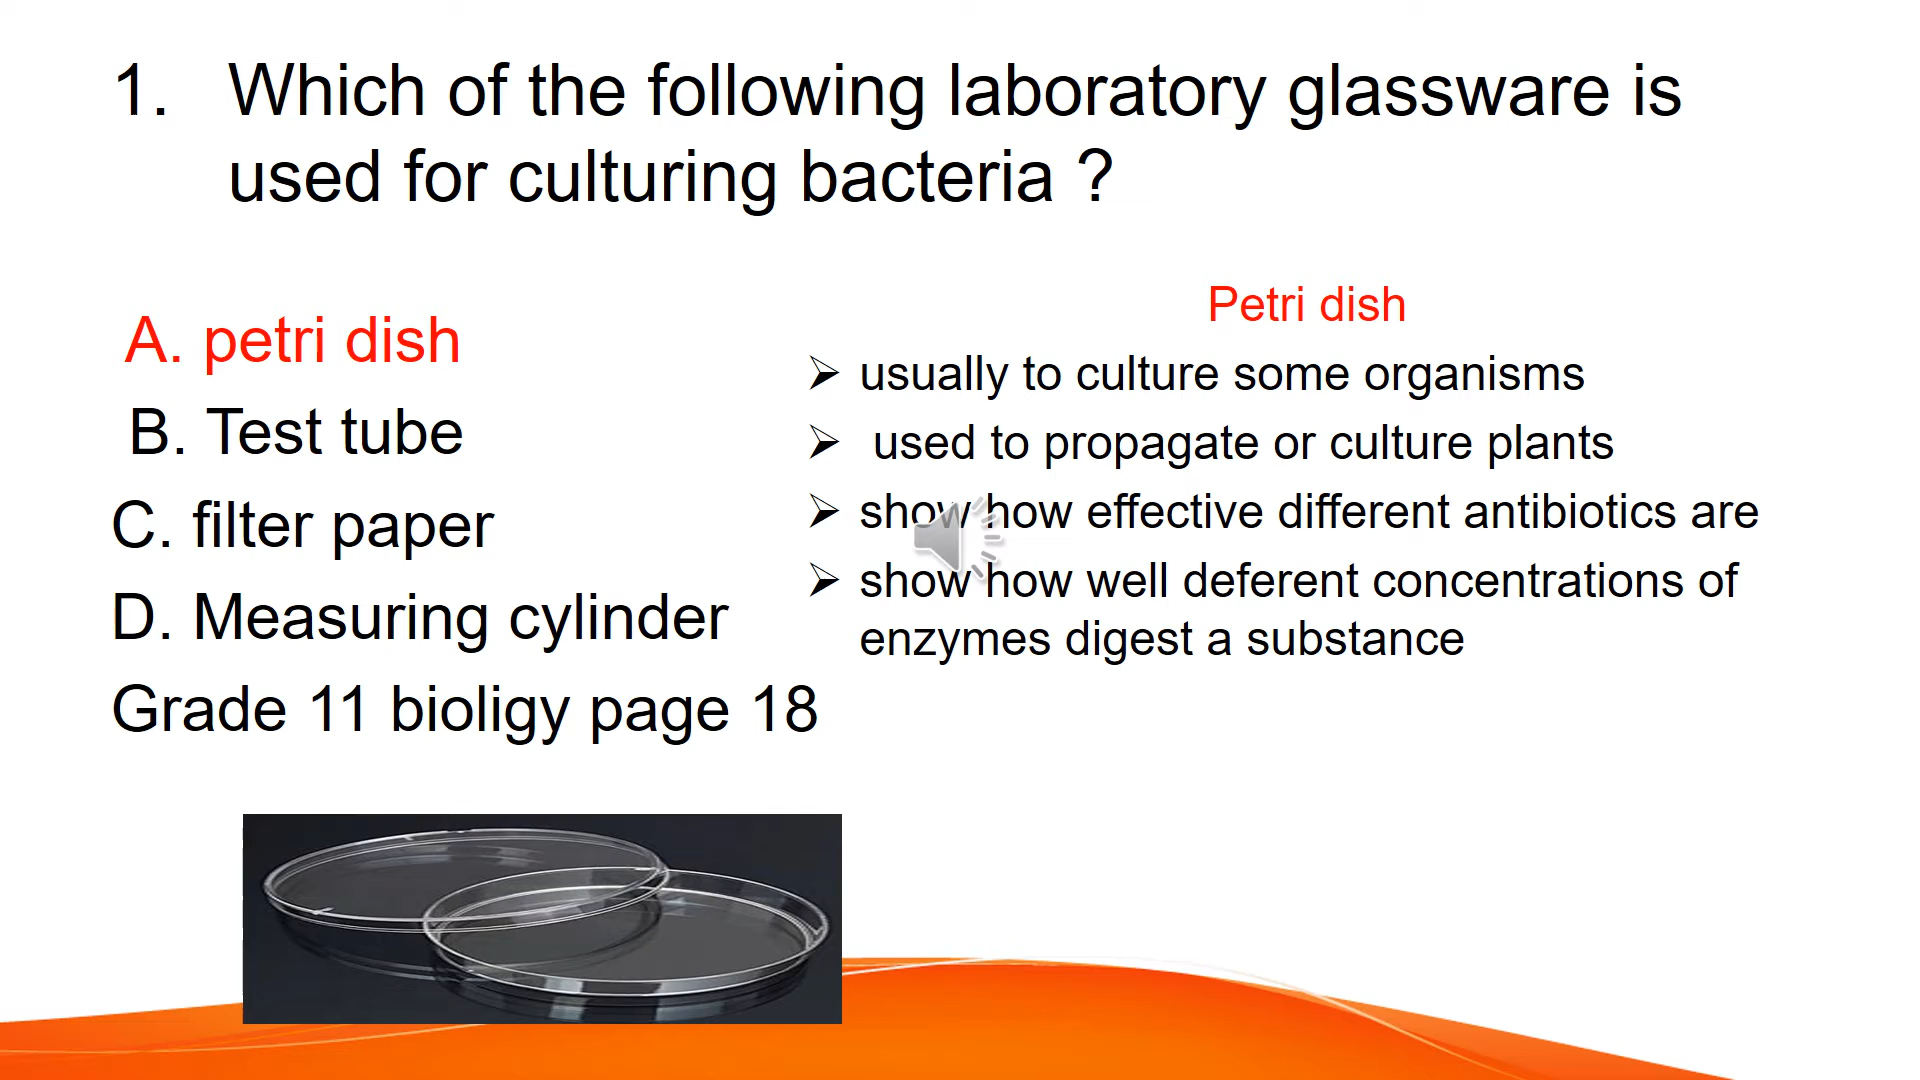 1. Which of the following laboratory glassware is
used for culturing bacteria ?
A. petri dish
B. Test tube
C. filter paper
D. Measuring cylinder
Grade 11 bioligy page 18
Petri dish
➢ usually to culture some organisms
➢ used to propagate or culture plants
➢ show how effective different antibiotics are
➢ show how well deferent concentrations of
enzymes digest a substance